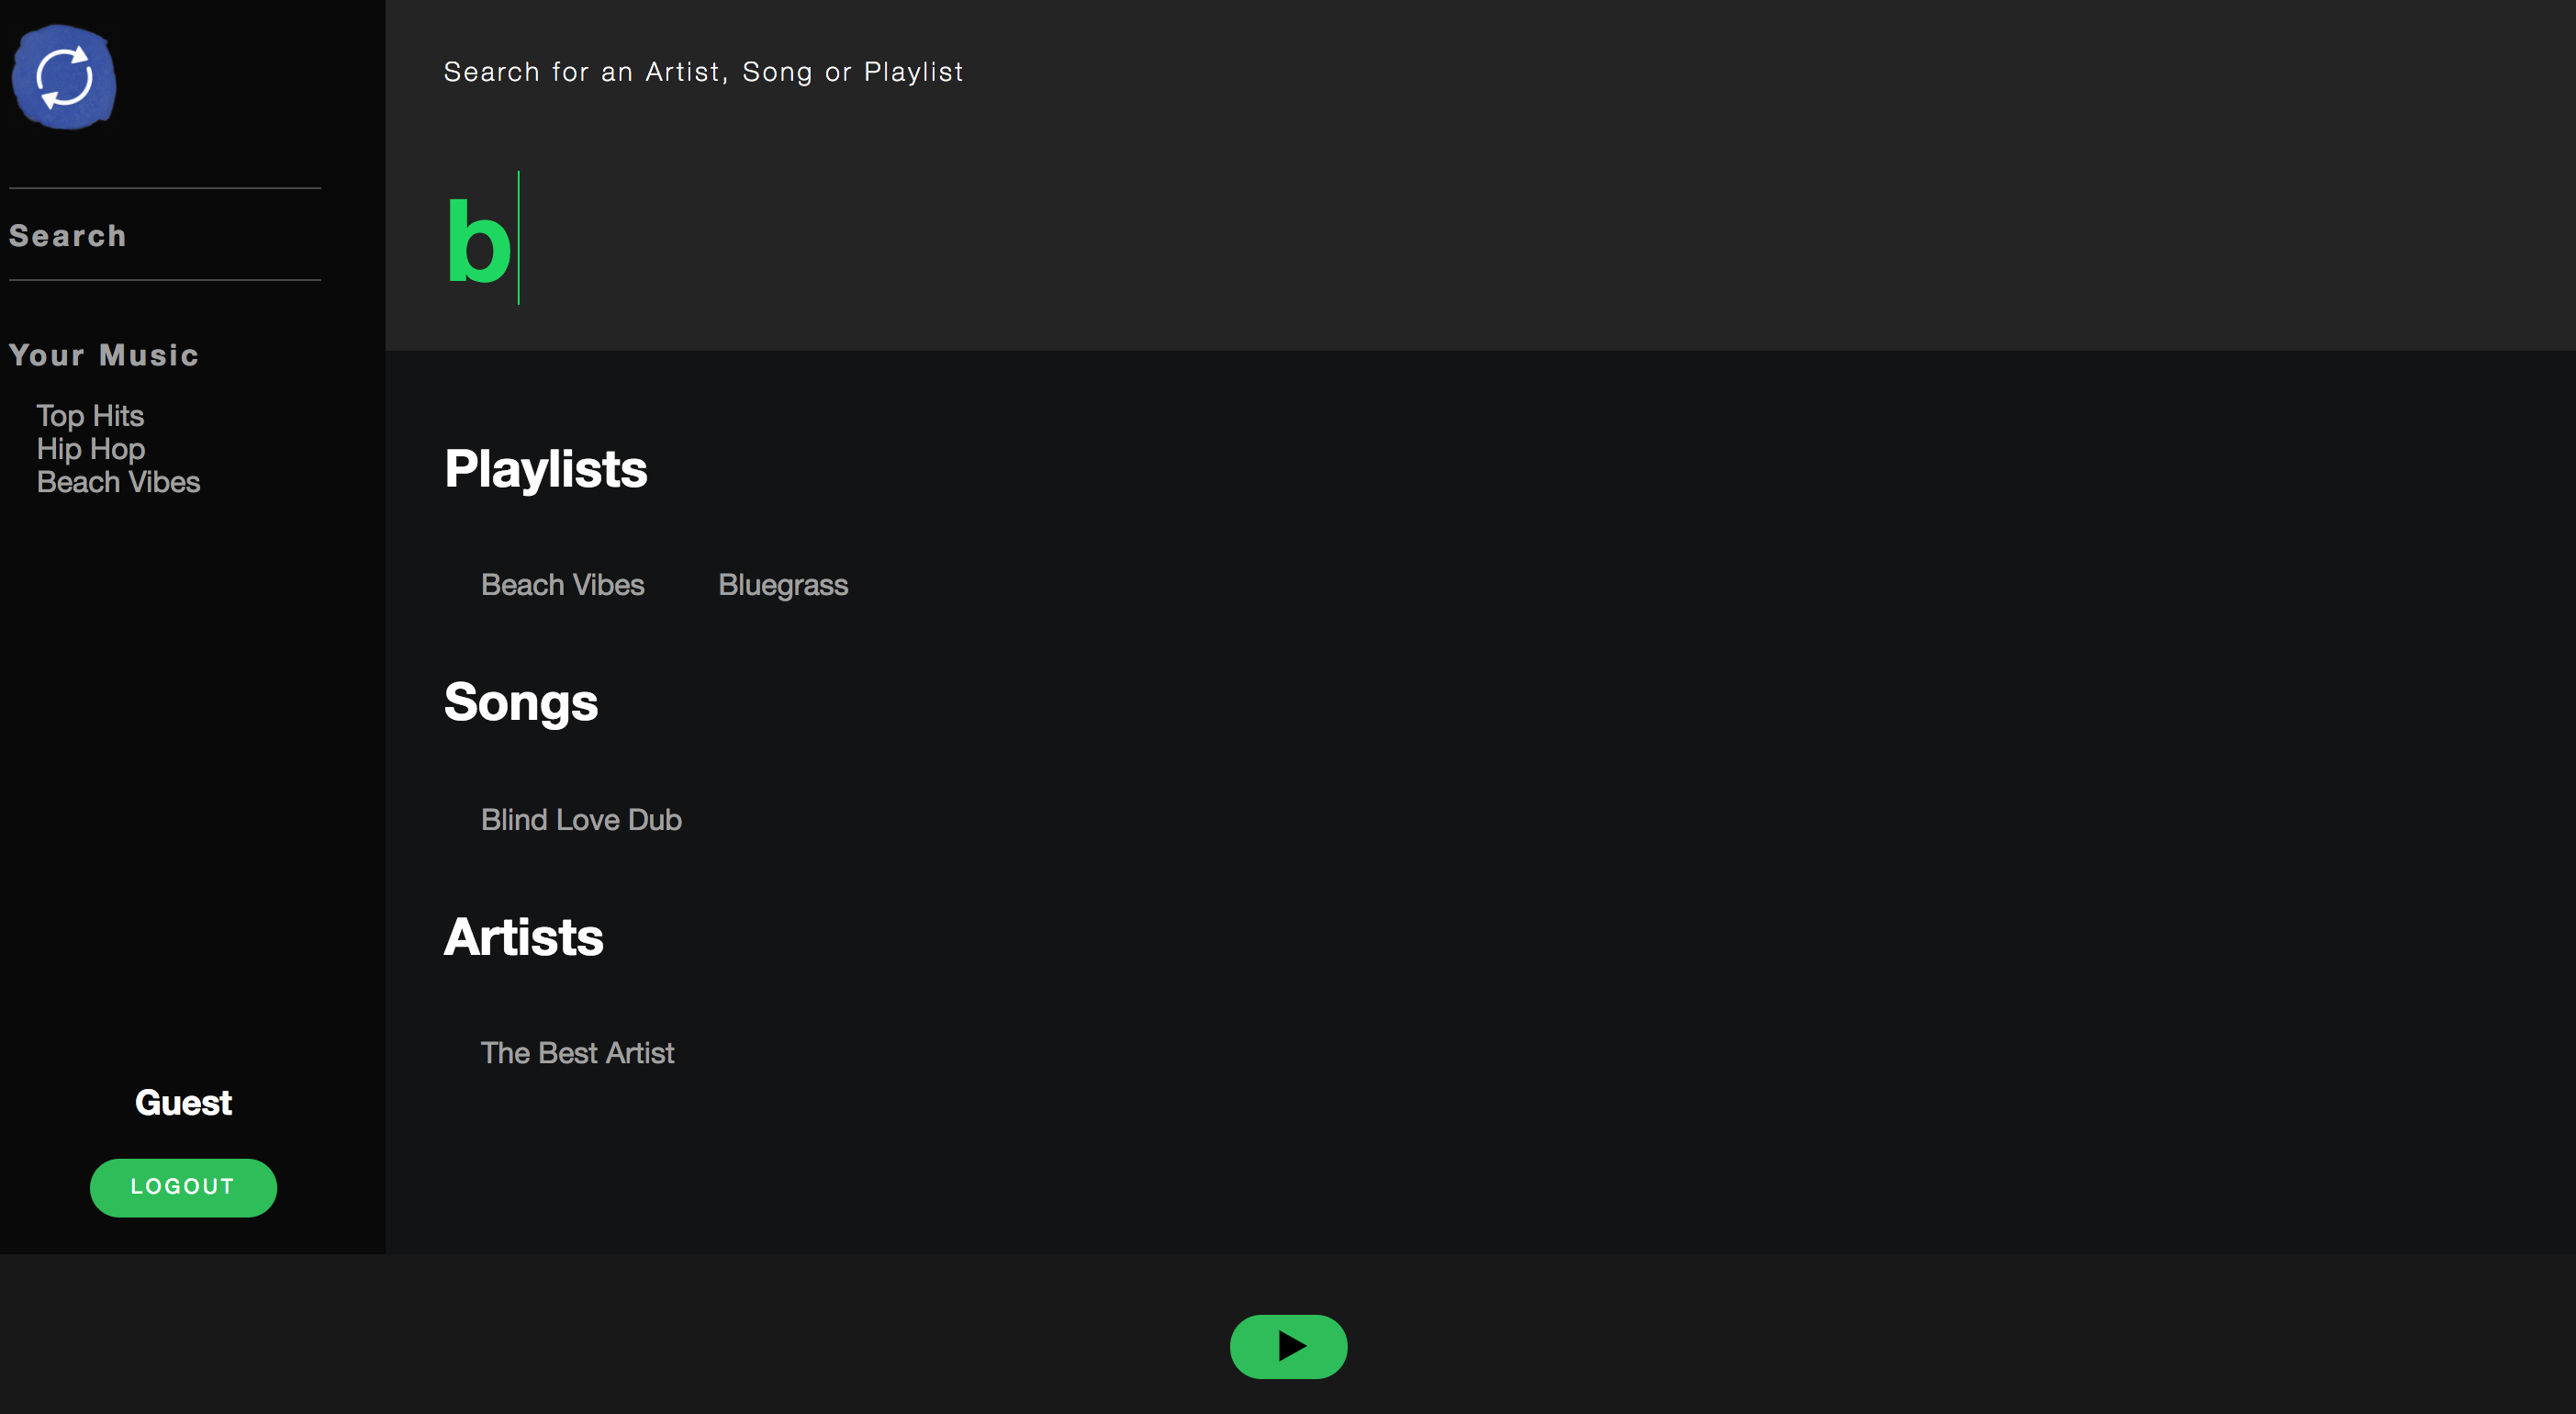 Search
Your Music
Top Hits
Hip Hop
Beach Vibes
Guest
LOGOUT
Search for an Artist, Song or Playlist
b
Playlists
Beach Vibes Bluegrass
Songs
Blind Love Dub
Artists
The Best Artist